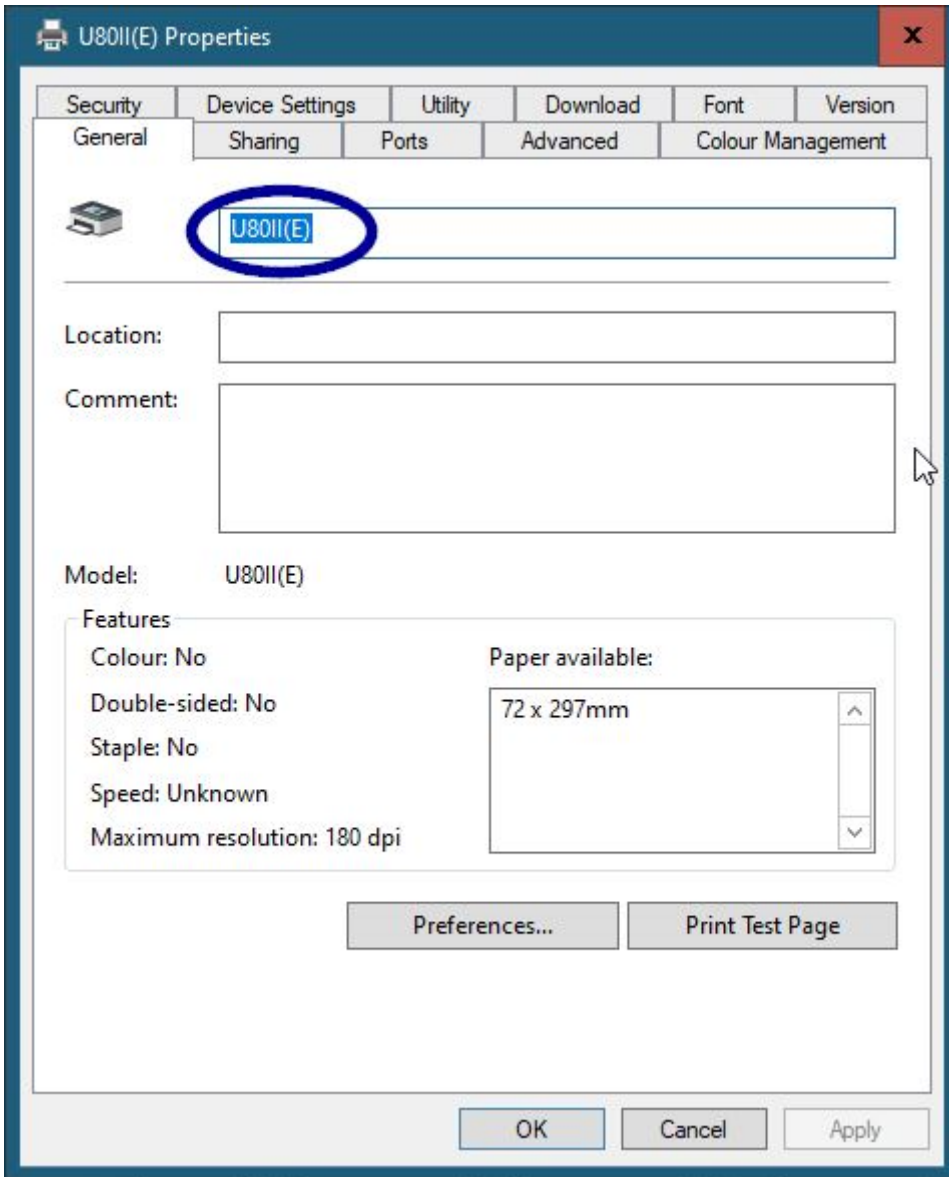 U80II(E) Properties
x
Security Device Settings Utility Download Font Version
General Sharing Ports Advanced Colour Management
U80II(E)
Location:
Comment:
Model: U80II(E)
Features
Colour: No Paper available:
Double-sided: No 72 x 297mm
Staple: No
Speed: Unknown
Maximum resolution: 180 dpi
Preferences... Print Test Page
OK Cancel Apply